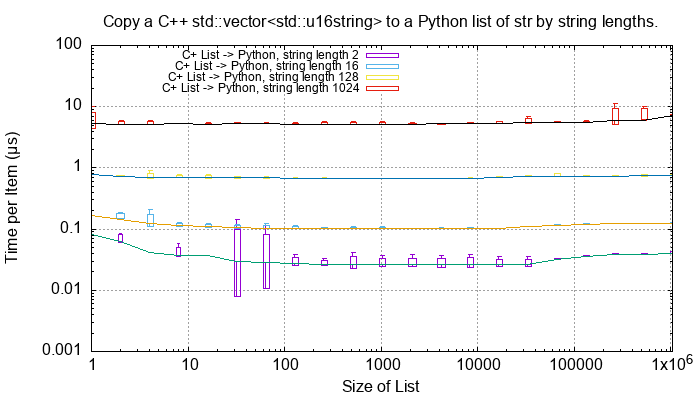 Copy a C++ std::vector<std::u16string> to a Python list of str by string lengths.
100
10
1
0.1
0.01
0.001
Time per Item (µs)
C+ List -> Python, string length 2
C+ List -> Python, string length 16
C+ List -> Python, string length 128
C+ List -> Python, string length 1024
1 10 100 1000 10000 100000 1x10⁶
Size of List